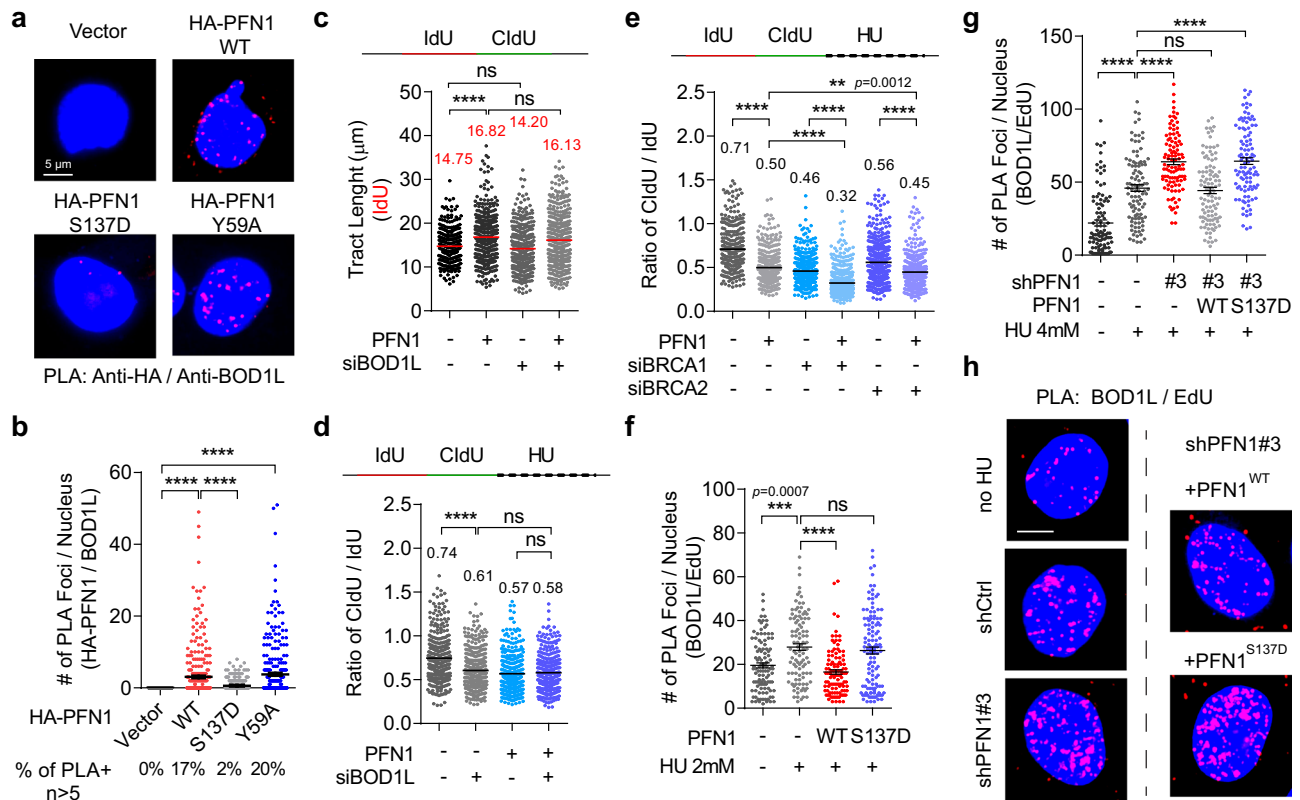 a
Vector
HA-PFN1
WT
5 µm
HA-PFN1
S137D
HA-PFN1
Y59A
PLA: Anti-HA / Anti-BOD1L
b
# of PLA Foci / Nucleus
(HA-PFN1 / BOD1L)
60
40
20
0
****
**** ****
HA-PFN1
Vector WT S137D Y59A
% of PLA+ 0% 17% 2% 20%
n>5
c
IdU CIdU
Tract Lenght (µm)
(IdU)
50
40
30
20
10
0
ns
**** ns
14.75 16.82 14.20 16.13
PFN1 - + - +
siBOD1L - - + +
d
IdU CIdU HU
Ratio of CIdU / IdU
2.5
2.0
1.5
1.0
0.5
0.0
**** ns
ns
0.74 0.61 0.57 0.58
PFN1 - - + +
siBOD1L - + - +
e
IdU CIdU HU
Ratio of CIdU / IdU
2.5
2.0
1.5
1.0
0.5
0.0
** p=0.0012
**** **** ****
****
0.71 0.50 0.46 0.32 0.56 0.45
PFN1 - + - + - +
siBRCA1 - - + + - -
siBRCA2 - - - - + +
f
# of PLA Foci / Nucleus
(BOD1L/EdU)
100
80
60
40
20
0
p=0.0007
*** ns
****
PFN1 - - WT S137D
HU 2mM - + + +
g
# of PLA Foci / Nucleus
(BOD1L/EdU)
150
100
50
0
****
ns
**** ****
shPFN1 - - #3 #3 #3
PFN1 - - - WT S137D
HU 4mM - + + + +
h
PLA: BOD1L / EdU
no HU
shCtrl
shPFN1#3
shPFN1#3
+PFN1WT
+PFN1S137D